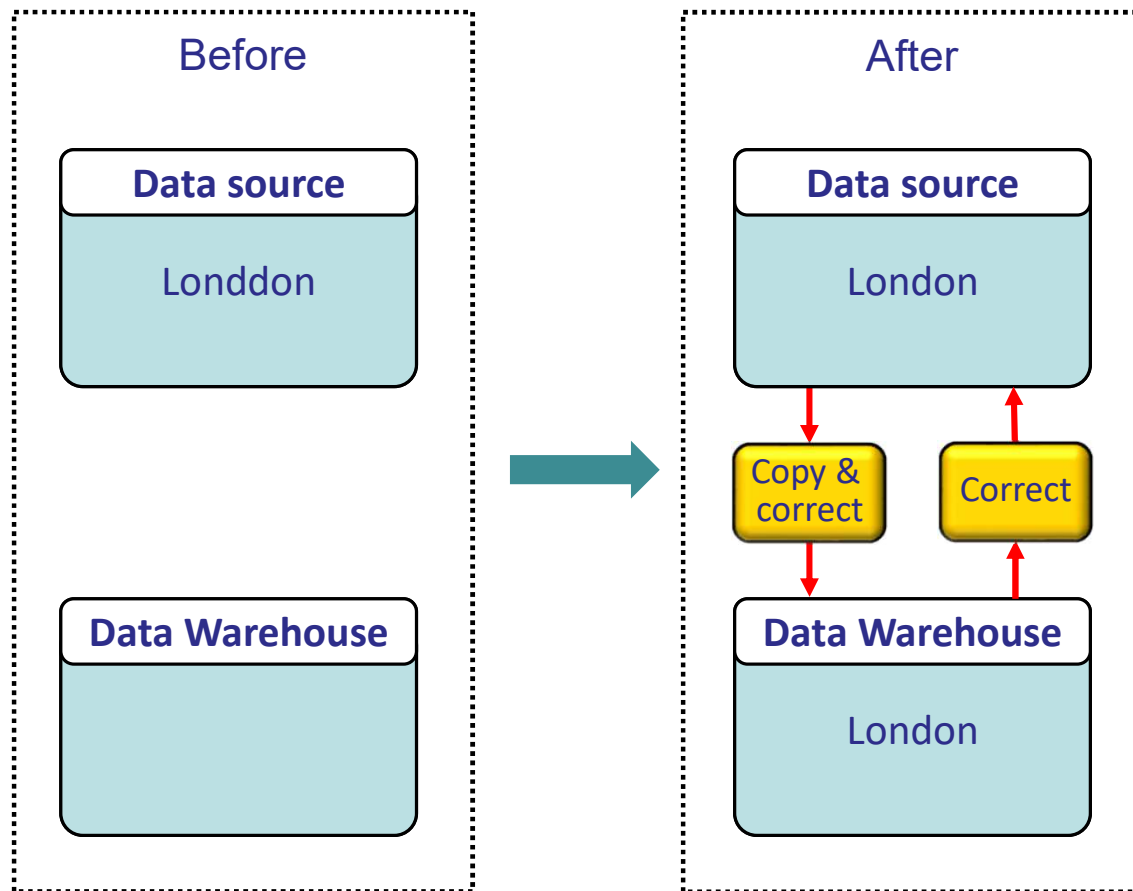 Before
Data source
Londdon
Data Warehouse
After
Data source
London
Copy &
correct
Correct
Data Warehouse
London